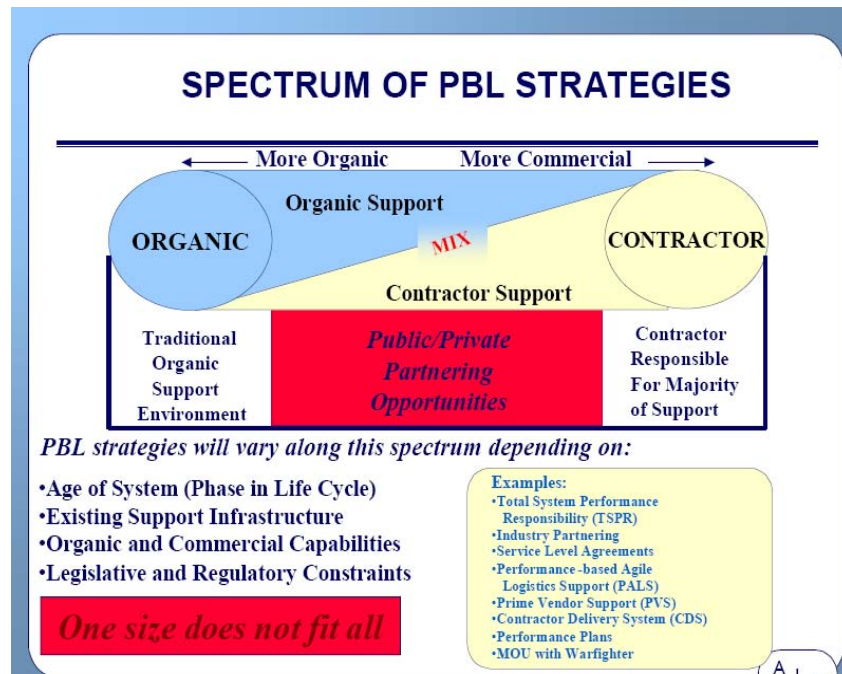 SPECTRUM OF PBL STRATEGIES
More Organic More Commercial
Organic Support
ORGANIC
MIX
CONTRACTOR
Contractor Support
Traditional
Organic
Support
Environment
Public/Private
Partnering
Opportunities
Contractor
Responsible
For Majority
of Support
PBL strategies will vary along this spectrum depending on:
•Age of System (Phase in Life Cycle)
•Existing Support Infrastructure
•Organic and Commercial Capabilities
•Legislative and Regulatory Constraints
One size does not fit all
Examples:
•Total System Performance
Responsibility (TSPR)
•Industry Partnering
•Service Level Agreements
•Performance-based Agile
Logistics Support (PALS)
•Prime Vendor Support (PVS)
•Contractor Delivery System (CDS)
•Performance Plans
•MOU with Warfighter